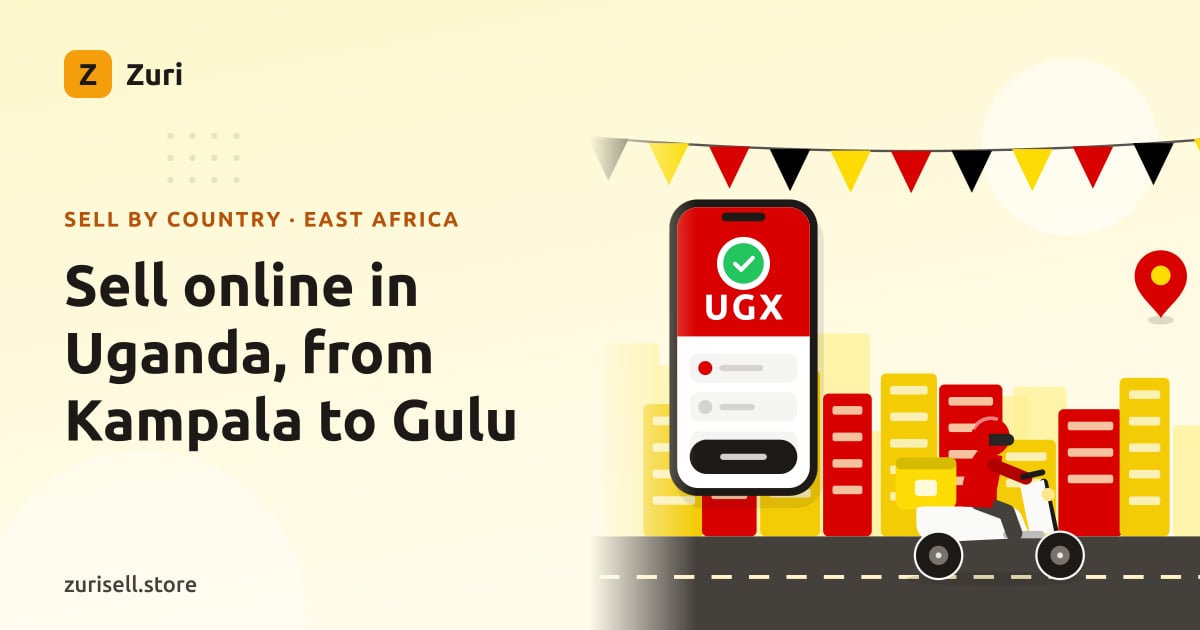 Z Zuri
SELL BY COUNTRY · EAST AFRICA
Sell online in
Uganda, from
Kampala to Gulu
UGX
zurisell.store